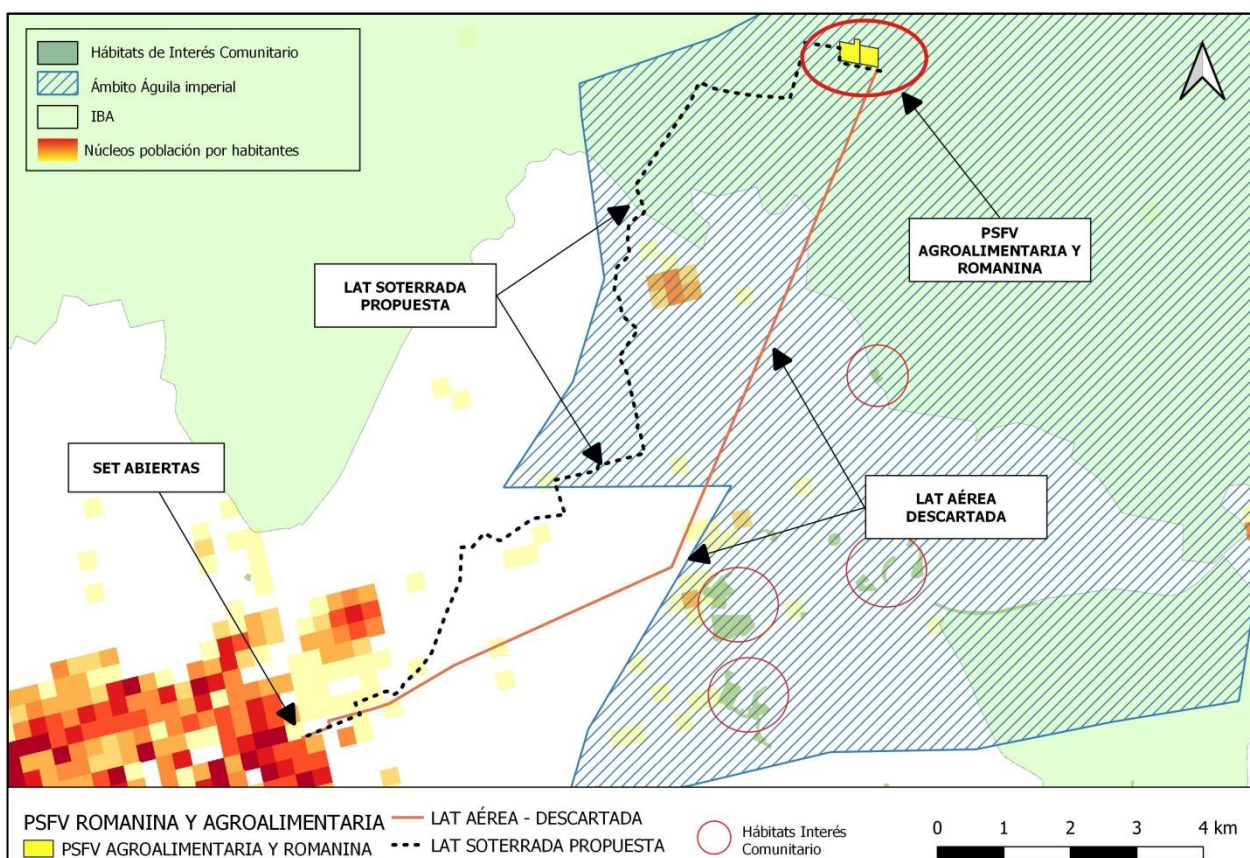 Hábitats de Interés Comunitario
Ámbito Águila imperial
IBA
Núcleos población por habitantes
PSFV
AGROALIMENTARIA Y
ROMANINA
LAT SOTERRADA
PROPUESTA
SET ABIERTAS
LAT AÉREA
DESCARTADA
PSFV ROMANINA Y AGROALIMENTARIA
PSFV AGROALIMENTARIA Y ROMANINA
LAT AÉREA - DESCARTADA
LAT SOTERRADA PROPUESTA
Hábitats Interés
Comunitario
0 1 2 3 4 km